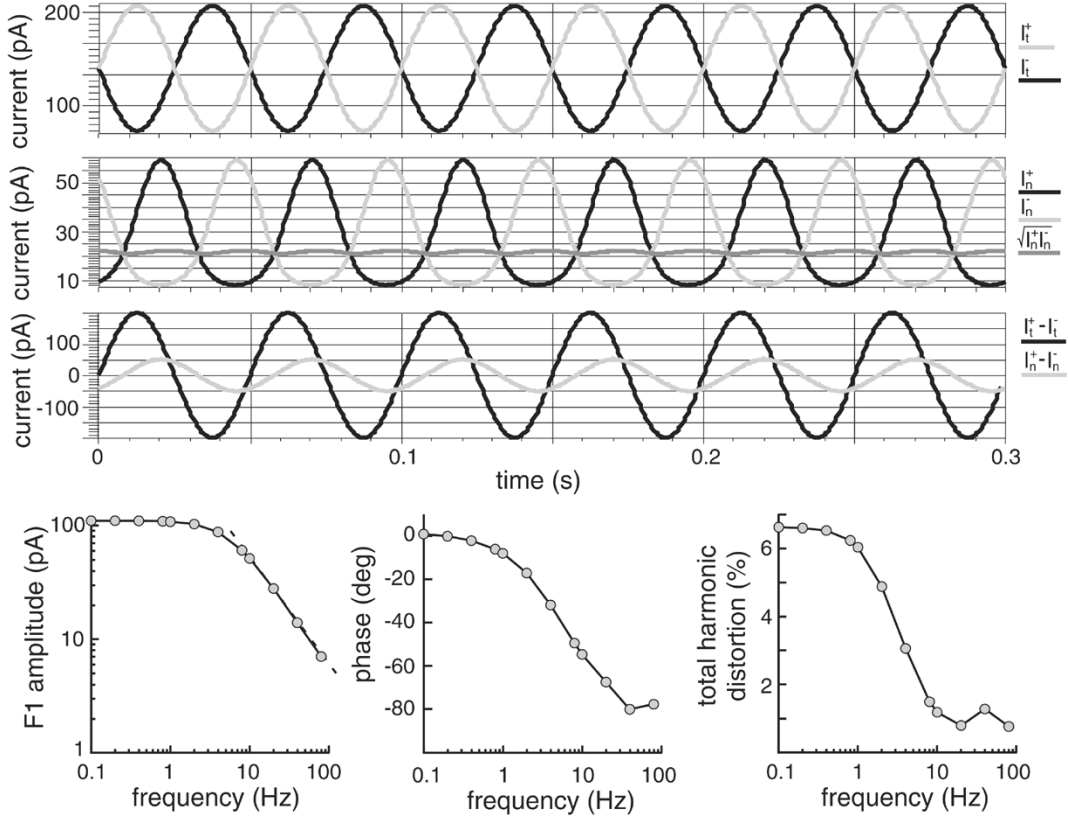 current (pA)
200
100
I_t^+
I_t^-
current (pA)
50
30
10
I_n^+
I_n^-
√I_n^+I_n^-
current (pA)
100
0
-100
I_t^+-I_t^-
I_n^+-I_n^-
0 0.1 0.2 0.3
time (s)
F1 amplitude (pA)
100
10
1
0.1 1 10 100
frequency (Hz)
phase (deg)
0
-20
-40
-60
-80
0.1 1 10 100
frequency (Hz)
total harmonic
distortion (%)
6
4
2
0.1 1 10 100
frequency (Hz)